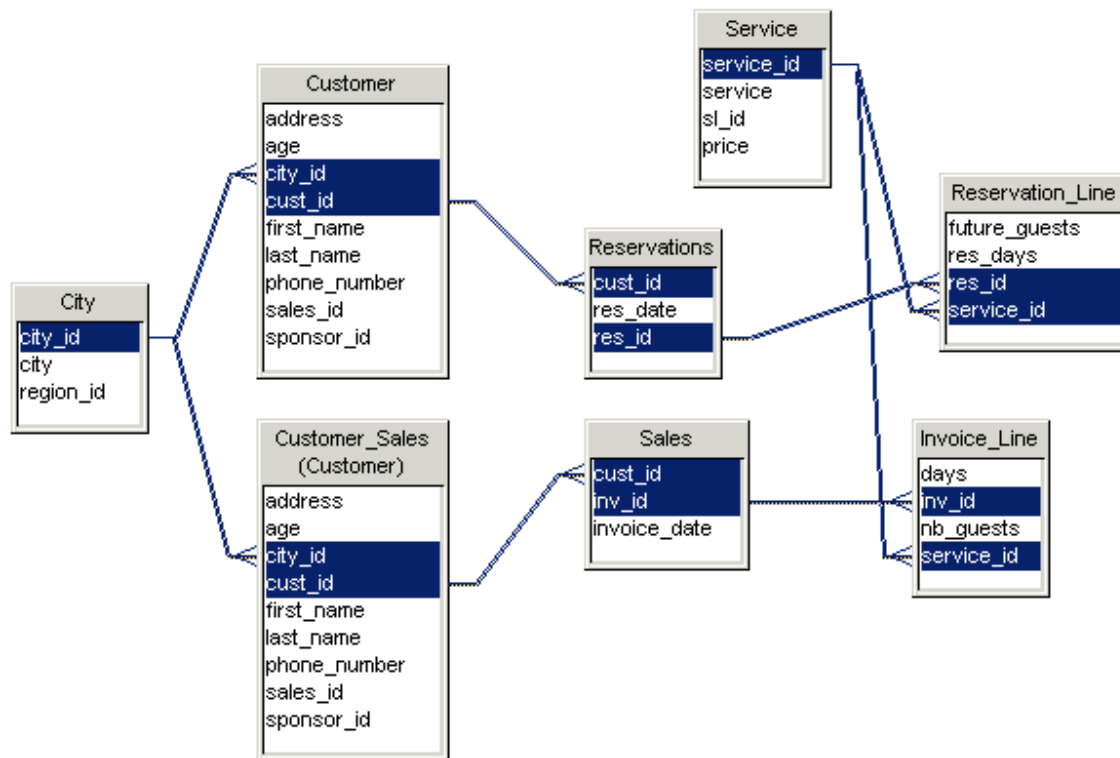 Service
service_id
service
sl_id
price
Customer
address
age
city_id
cust_id
first_name
last_name
phone_number
sales_id
sponsor_id
Reservation_Line
future_guests
res_days
res_id
service_id
Reservations
cust_id
res_date
res_id
City
city_id
city
region_id
Customer_Sales
(Customer)
address
age
city_id
cust_id
first_name
last_name
phone_number
sales_id
sponsor_id
Sales
cust_id
inv_id
invoice_date
Invoice_Line
days
inv_id
nb_guests
service_id